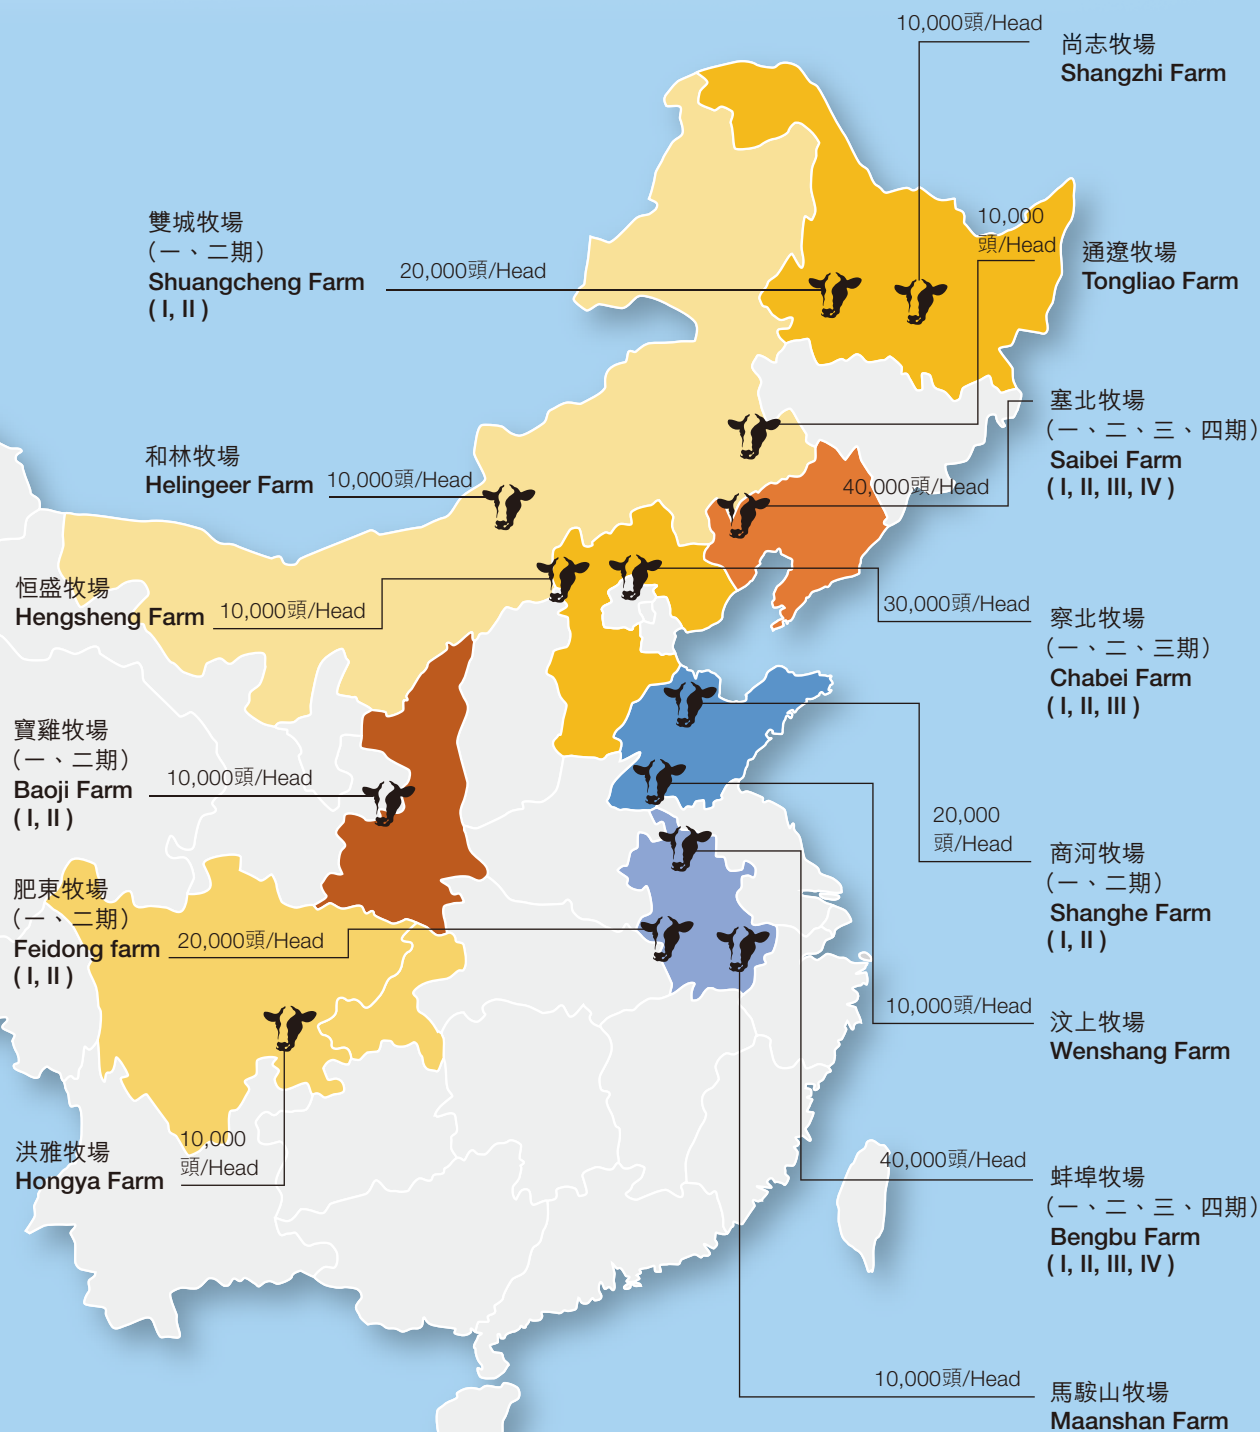 10,000頭/Head
尚志牧場
Shangzhi Farm
10,000
頭/Head
通遼牧場
Tongliao Farm
雙城牧場
(一、二期)
Shuangcheng Farm
( I, II )
20,000頭/Head
塞北牧場
(一、二、三、四期)
Saibei Farm
( I, II, III, IV )
40,000頭/Head
和林牧場
Helingeer Farm
10,000頭/Head
恒盛牧場
Hengsheng Farm
10,000頭/Head
30,000頭/Head
察北牧場
(一、二、三期)
Chabei Farm
( I, II, III )
寶雞牧場
(一、二期)
Baoji Farm
( I, II )
10,000頭/Head
20,000
頭/Head
商河牧場
(一、二期)
Shanghe Farm
( I, II )
肥東牧場
(一、二期)
Feidong farm
( I, II )
20,000頭/Head
10,000頭/Head
汶上牧場
Wenshang Farm
洪雅牧場
Hongya Farm
10,000
頭/Head
40,000頭/Head
蚌埠牧場
(一、二、三、四期)
Bengbu Farm
( I, II, III, IV )
10,000頭/Head
馬鞍山牧場
Maanshan Farm